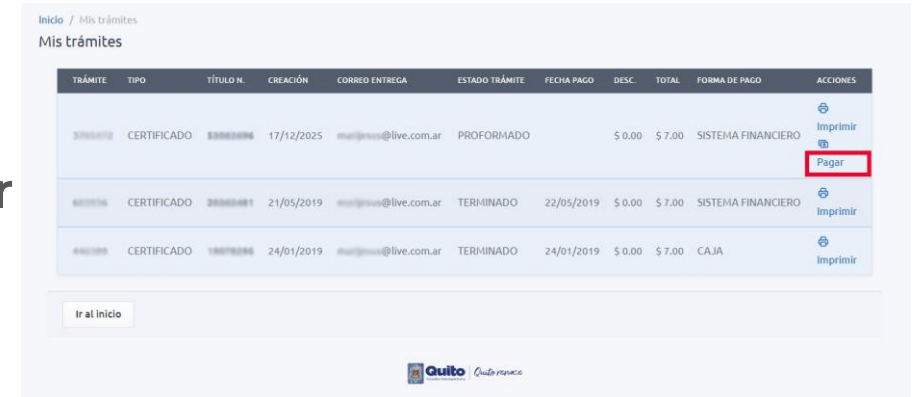 Inicio / Mis trámites
Mis trámites
TRÁMITE TIPO TÍTULO N. CREACIÓN CORREO ENTREGA ESTADO TRÁMITE FECHA PAGO DESC. TOTAL FORMA DE PAGO ACCIONES
CERTIFICADO 17/12/2025 @live.com.ar PROFORMADO $ 0.00 $ 7.00 SISTEMA FINANCIERO Imprimir
Pagar
r
CERTIFICADO 21/05/2019 @live.com.ar TERMINADO 22/05/2019 $ 0.00 $ 7.00 SISTEMA FINANCIERO Imprimir
CERTIFICADO 24/01/2019 @live.com.ar TERMINADO 24/01/2019 $ 0.00 $ 7.00 CAJA Imprimir
Ir al inicio
Quito Quito renace